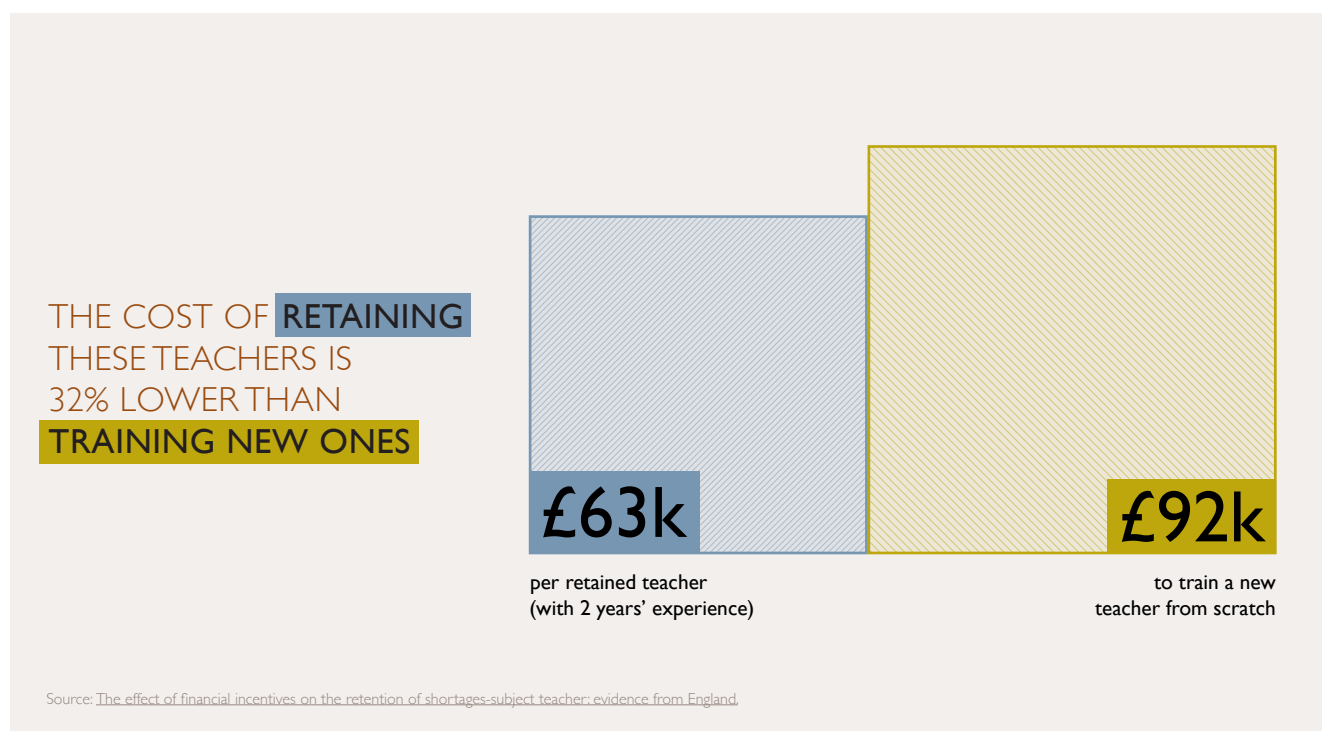 THE COST OF RETAINING
THESE TEACHERS IS
32% LOWER THAN
TRAINING NEW ONES
£63k
per retained teacher
(with 2 years’ experience)
£92k
to train a new
teacher from scratch
Source: The effect of financial incentives on the retention of shortages-subject teacher: evidence from England.